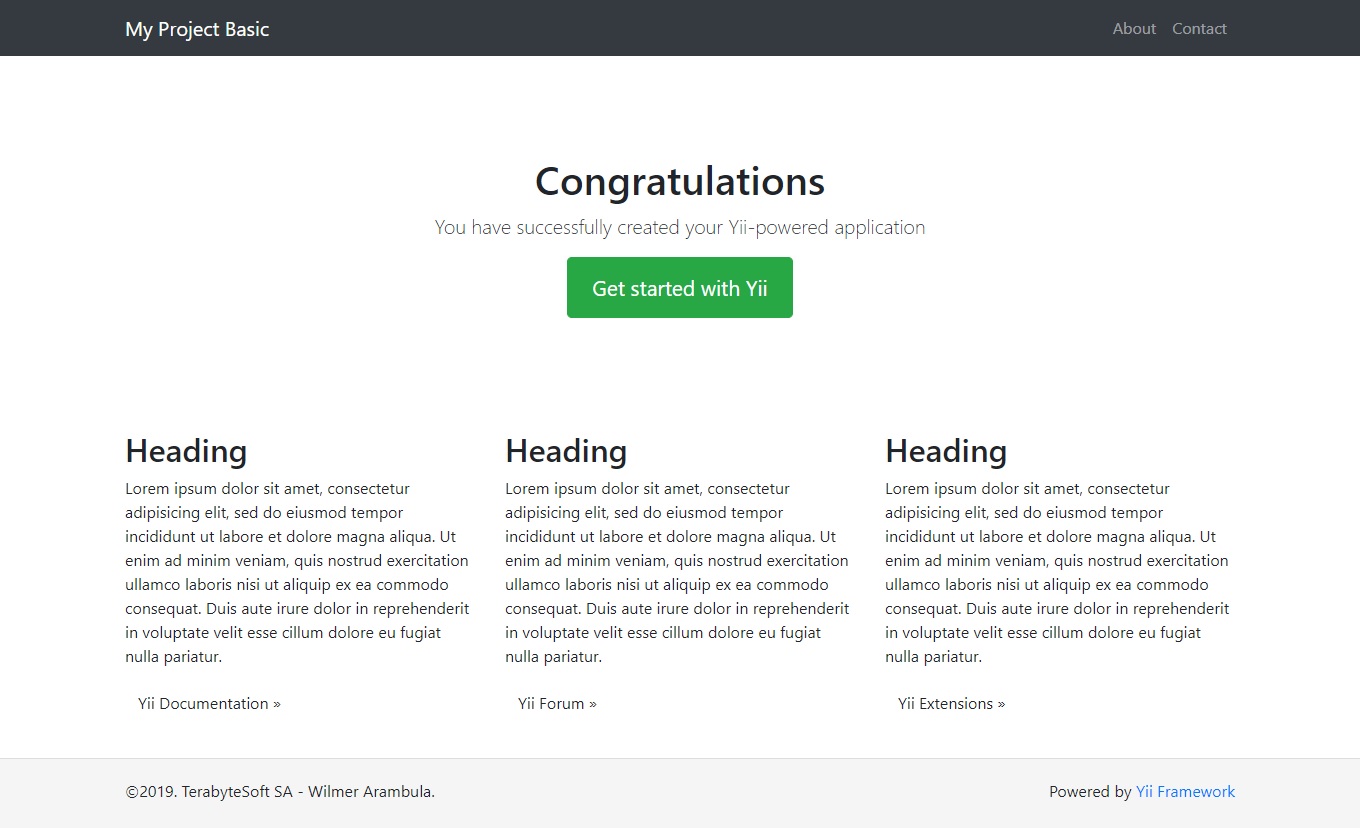 My Project Basic
About Contact
Congratulations
You have successfully created your Yii-powered application
Get started with Yii
Heading
Lorem ipsum dolor sit amet, consectetur
adipisicing elit, sed do eiusmod tempor
incididunt ut labore et dolore magna aliqua. Ut
enim ad minim veniam, quis nostrud exercitation
ullamco laboris nisi ut aliquip ex ea commodo
consequat. Duis aute irure dolor in reprehenderit
in voluptate velit esse cillum dolore eu fugiat
nulla pariatur.
Yii Documentation »
Heading
Lorem ipsum dolor sit amet, consectetur
adipisicing elit, sed do eiusmod tempor
incididunt ut labore et dolore magna aliqua. Ut
enim ad minim veniam, quis nostrud exercitation
ullamco laboris nisi ut aliquip ex ea commodo
consequat. Duis aute irure dolor in reprehenderit
in voluptate velit esse cillum dolore eu fugiat
nulla pariatur.
Yii Forum »
Heading
Lorem ipsum dolor sit amet, consectetur
adipisicing elit, sed do eiusmod tempor
incididunt ut labore et dolore magna aliqua. Ut
enim ad minim veniam, quis nostrud exercitation
ullamco laboris nisi ut aliquip ex ea commodo
consequat. Duis aute irure dolor in reprehenderit
in voluptate velit esse cillum dolore eu fugiat
nulla pariatur.
Yii Extensions »
©2019. TerabyteSoft SA - Wilmer Arambula.
Powered by Yii Framework